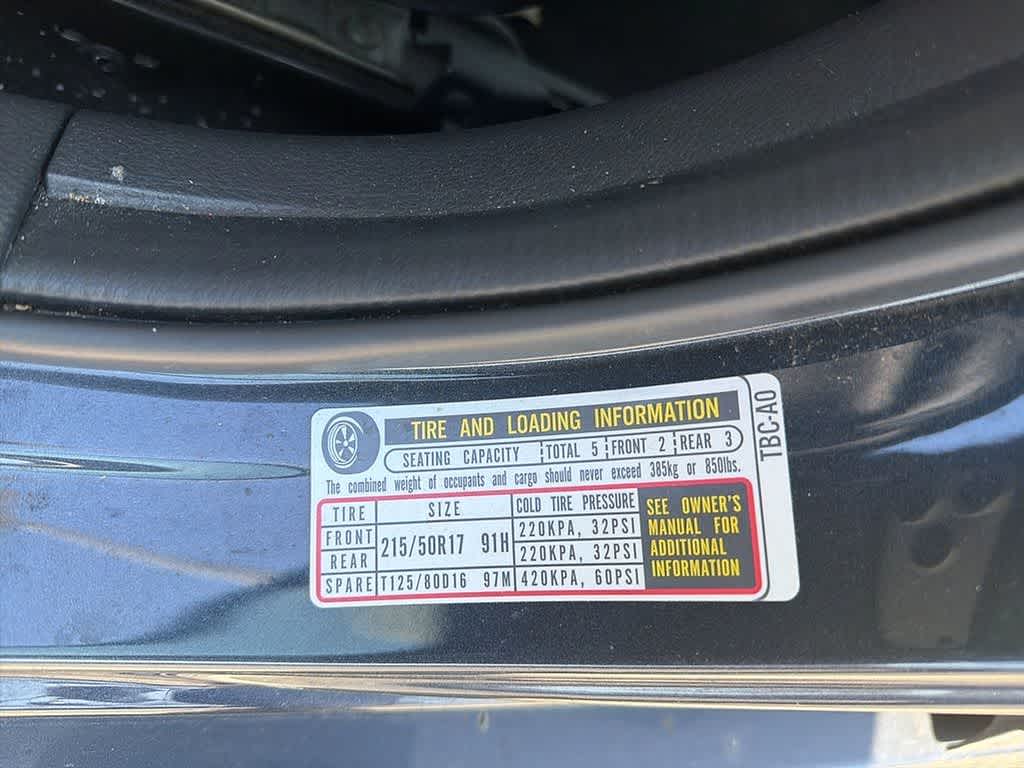 TIRE AND LOADING INFORMATION
SEATING CAPACITY TOTAL 5 FRONT 2 REAR 3
The combined weight of occupants and cargo should never exceed 385kg or 850lbs.
TIRE SIZE COLD TIRE PRESSURE
FRONT 215/50R17 91H 220KPA, 32PSI
REAR 220KPA, 32PSI
SPARE T125/80D16 97M 420KPA, 60PSI
SEE OWNER'S
MANUAL FOR
ADDITIONAL
INFORMATION
TBC-A0